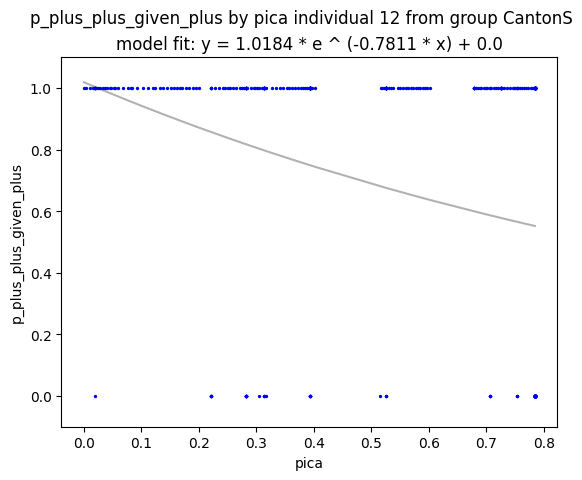 p_plus_plus_given_plus by pica individual 12 from group CantonS
model fit: y = 1.0184 * e ^ (-0.7811 * x) + 0.0
p_plus_plus_given_plus
1.0
0.8
0.6
0.4
0.2
0.0
0.0 0.1 0.2 0.3 0.4 0.5 0.6 0.7 0.8
pica